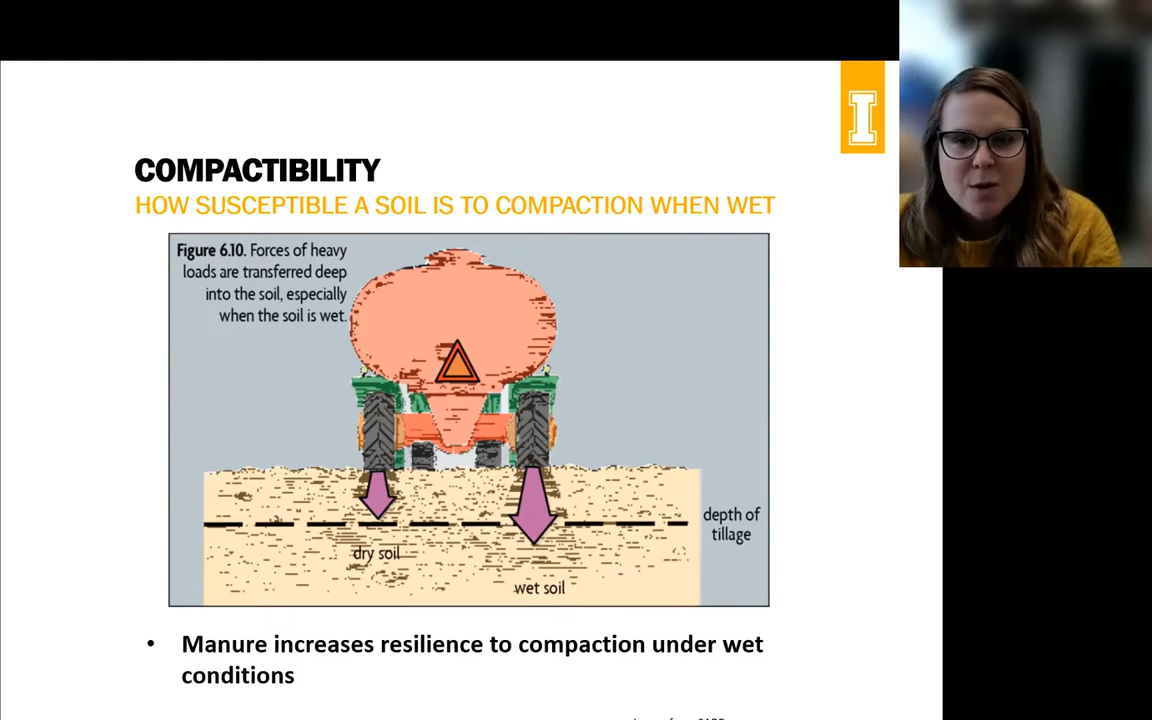 I
COMPACTIBILITY
HOW SUSCEPTIBLE A SOIL IS TO COMPACTION WHEN WET
Figure 6.10. Forces of heavy
loads are transferred deep
into the soil, especially
when the soil is wet.
depth of
tillage
dry soil
wet soil
• Manure increases resilience to compaction under wet
conditions